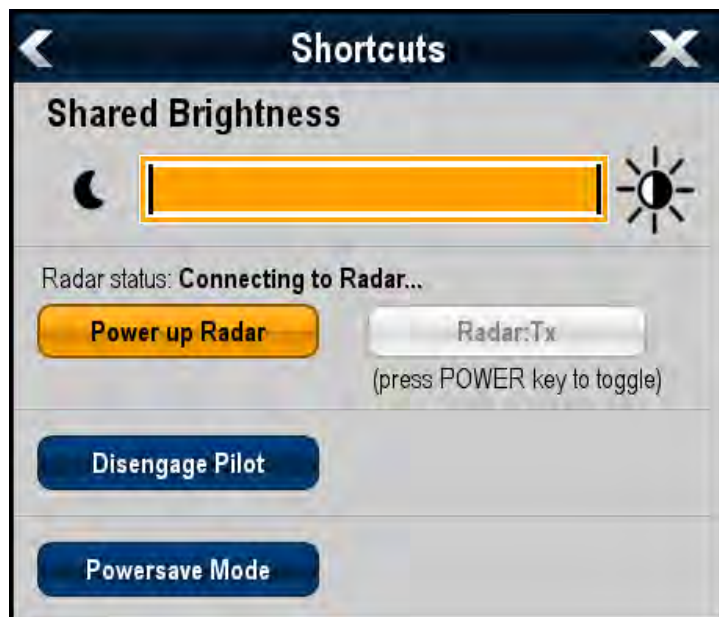 Shortcuts
Shared Brightness
Radar status: Connecting to Radar...
Power up Radar
Radar:Tx
(press POWER key to toggle)
Disengage Pilot
Powersave Mode